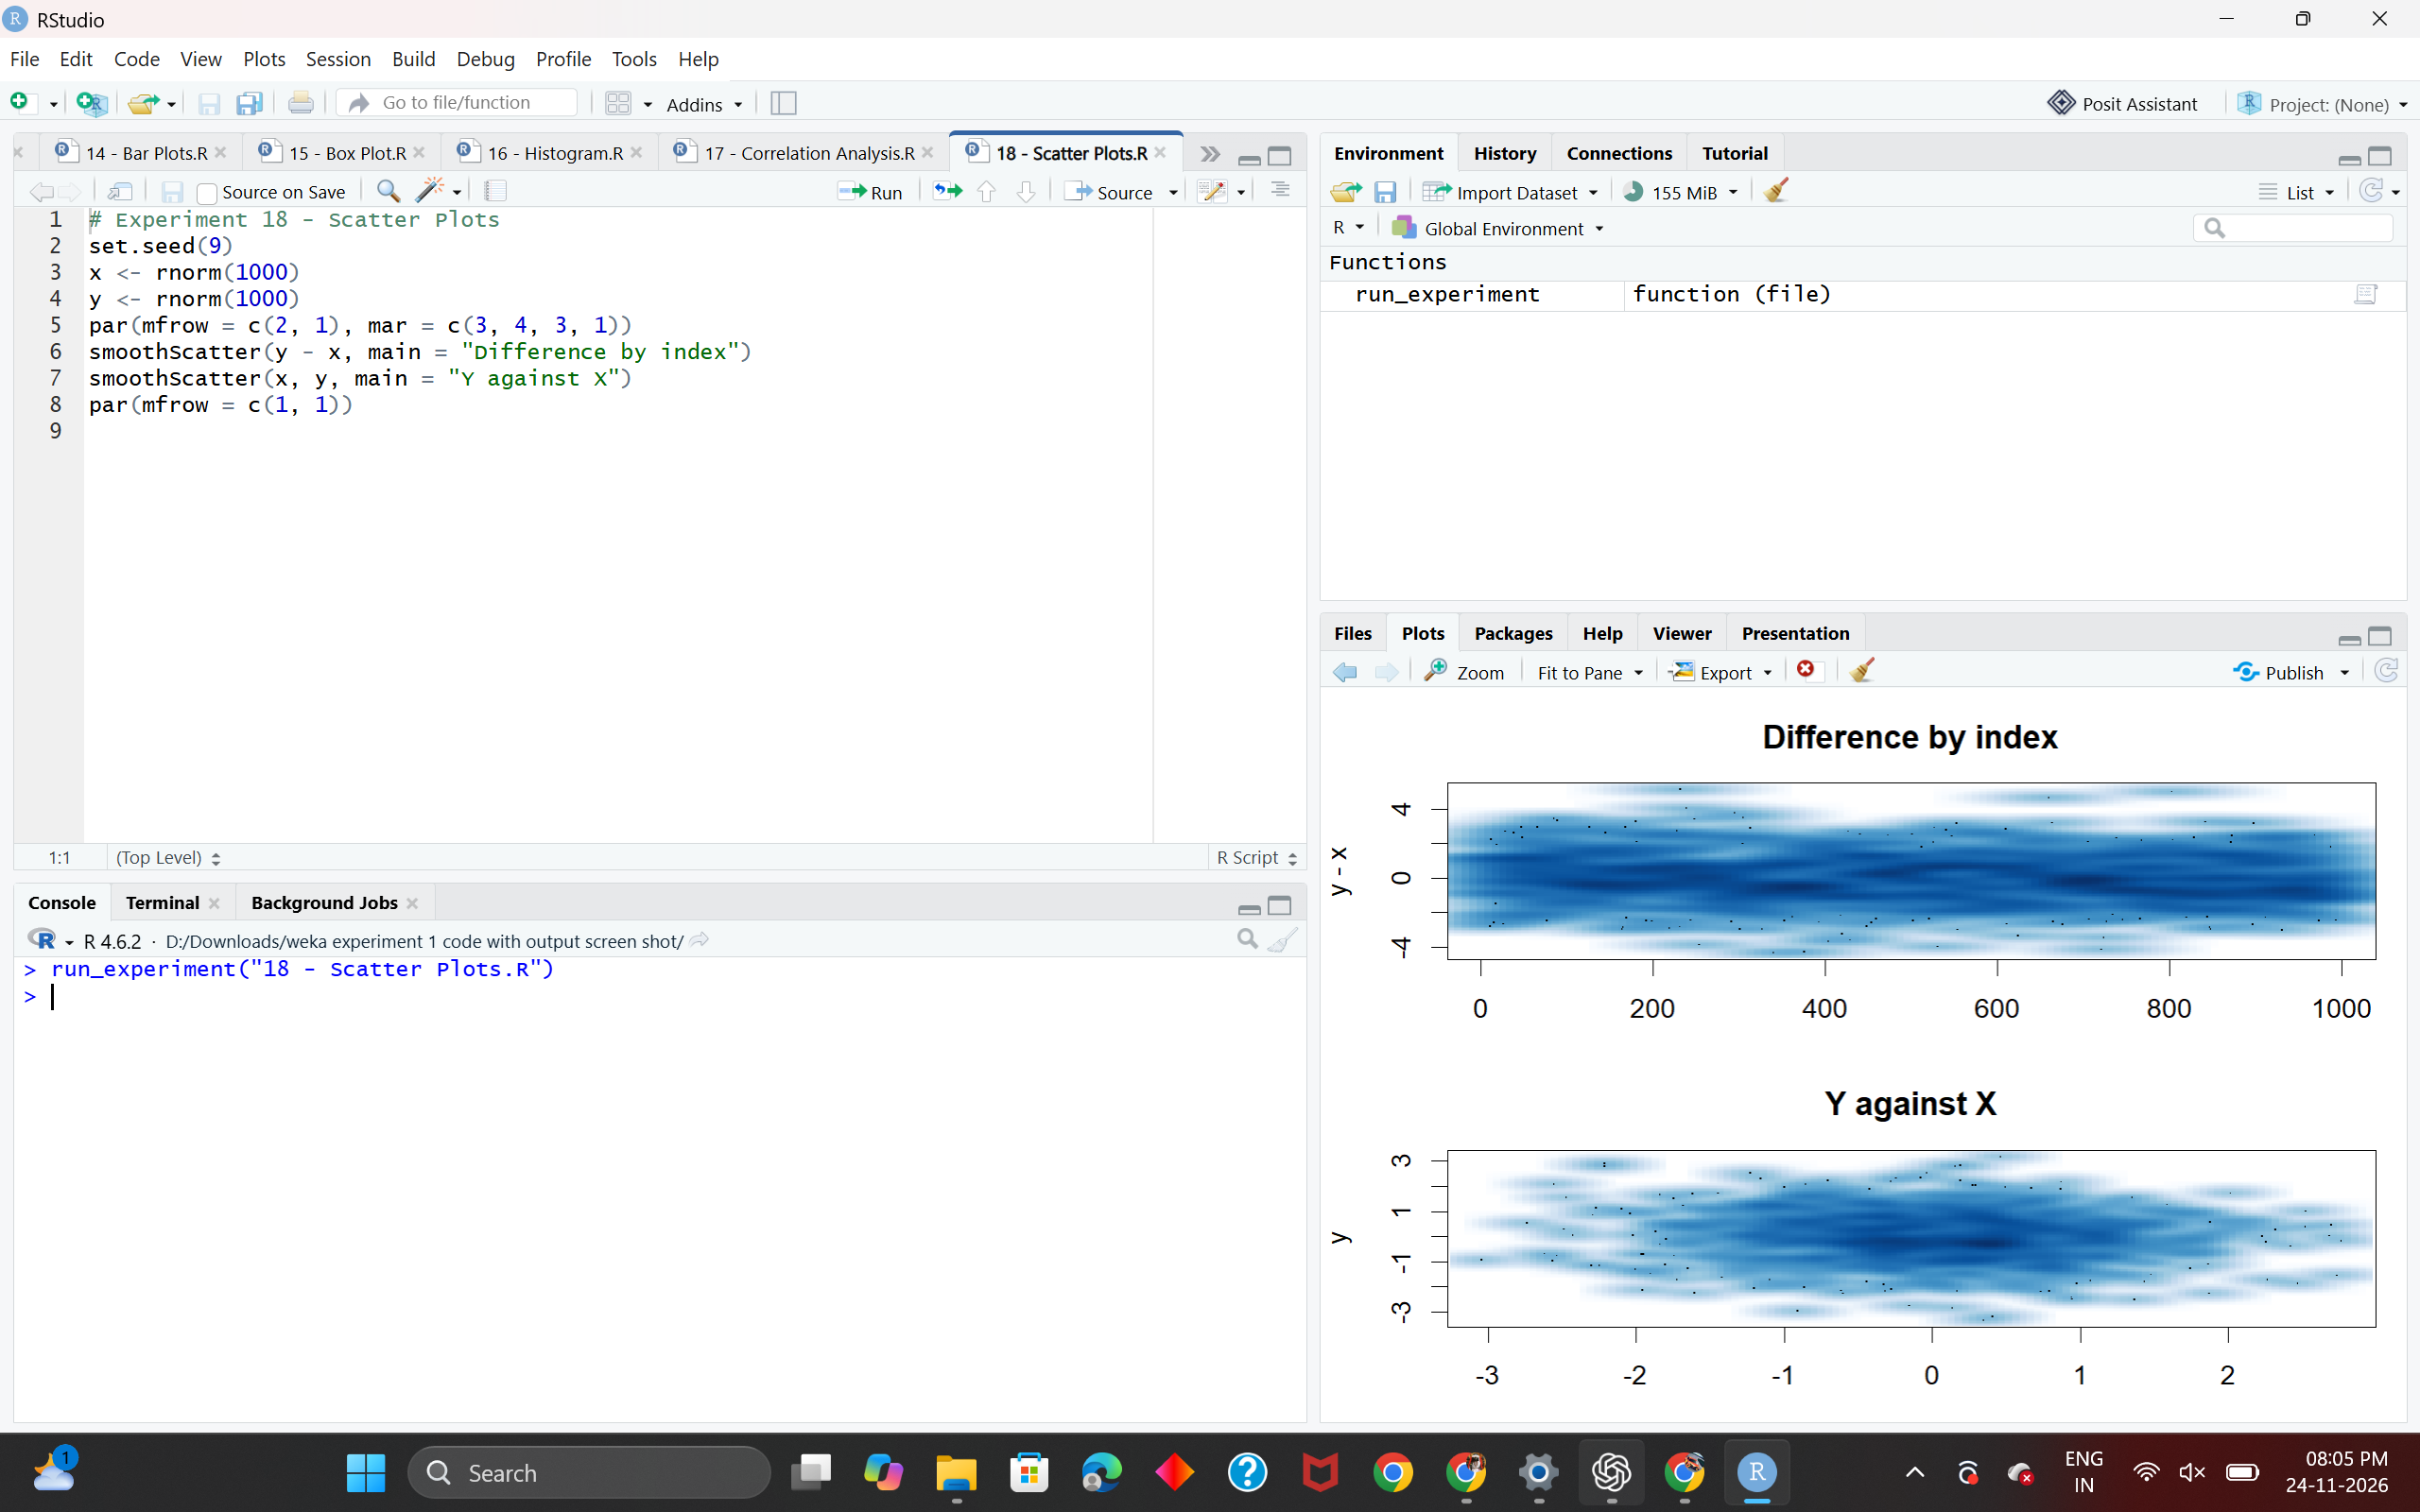 RStudio
File Edit Code View Plots Session Build Debug Profile Tools Help
Go to file/function Addins Posit Assistant Project: (None)
14 - Bar Plots.R 15 - Box Plot.R 16 - Histogram.R 17 - Correlation Analysis.R 18 - Scatter Plots.R
Source on Save Run Source
1 # Experiment 18 - Scatter Plots
2 set.seed(9)
3 x <- rnorm(1000)
4 y <- rnorm(1000)
5 par(mfrow = c(2, 1), mar = c(3, 4, 3, 1))
6 smoothScatter(y - x, main = "Difference by index")
7 smoothScatter(x, y, main = "Y against X")
8 par(mfrow = c(1, 1))
9
1:1 (Top Level) R Script
Console Terminal Background Jobs
R 4.6.2 · D:/Downloads/weka experiment 1 code with output screen shot/
> run_experiment("18 - Scatter Plots.R")
>
Environment History Connections Tutorial
Import Dataset 155 MiB List
R Global Environment
Functions
run_experiment function (file)
Files Plots Packages Help Viewer Presentation
Zoom Fit to Pane Export Publish
Difference by index
y - x
4
0
-4
0 200 400 600 800 1000
Y against X
y
3
1
-1
-3
-3 -2 -1 0 1 2
1
Search
ENG
IN
08:05 PM
24-11-2026